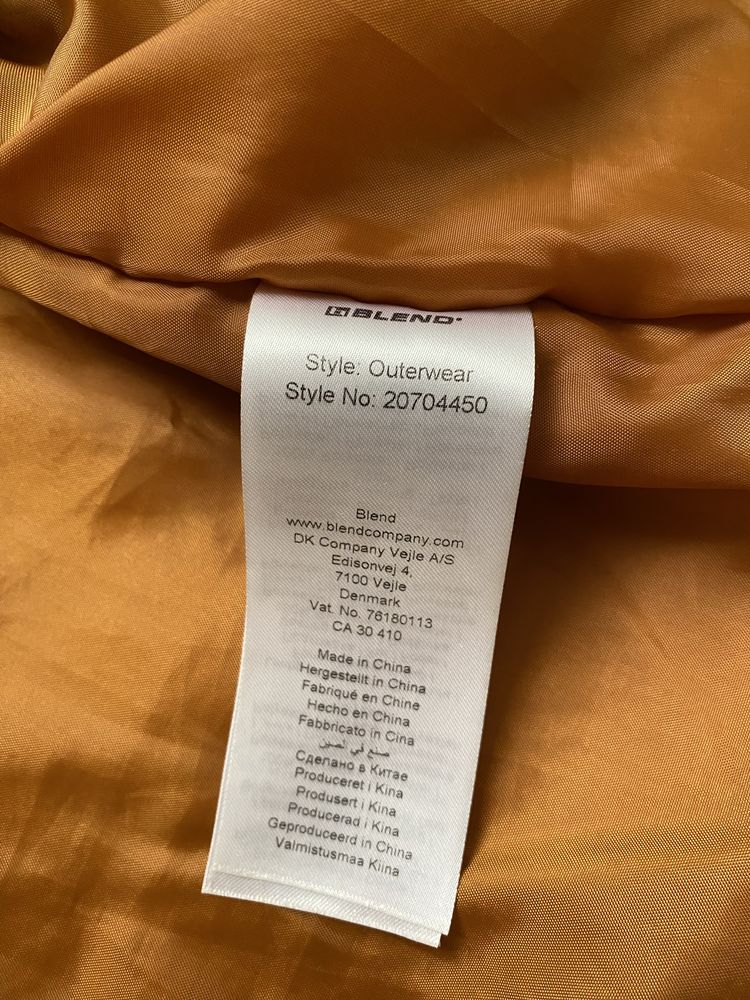 BLEND
Style: Outerwear
Style No: 20704450
Blend
www.blendcompany.com
DK Company Vejle A/S
Edisonvej 4,
7100 Vejle
Denmark
Vat. No. 76180113
CA 30 410
Made in China
Hergestellt in China
Fabriqué en Chine
Hecho en China
Fabbricato in Cina
صنع في الصين
Сделано в Китае
Produceret i Kina
Produsert i Kina
Producerad i Kina
Geproduceerd in China
Valmistusmaa Kiina